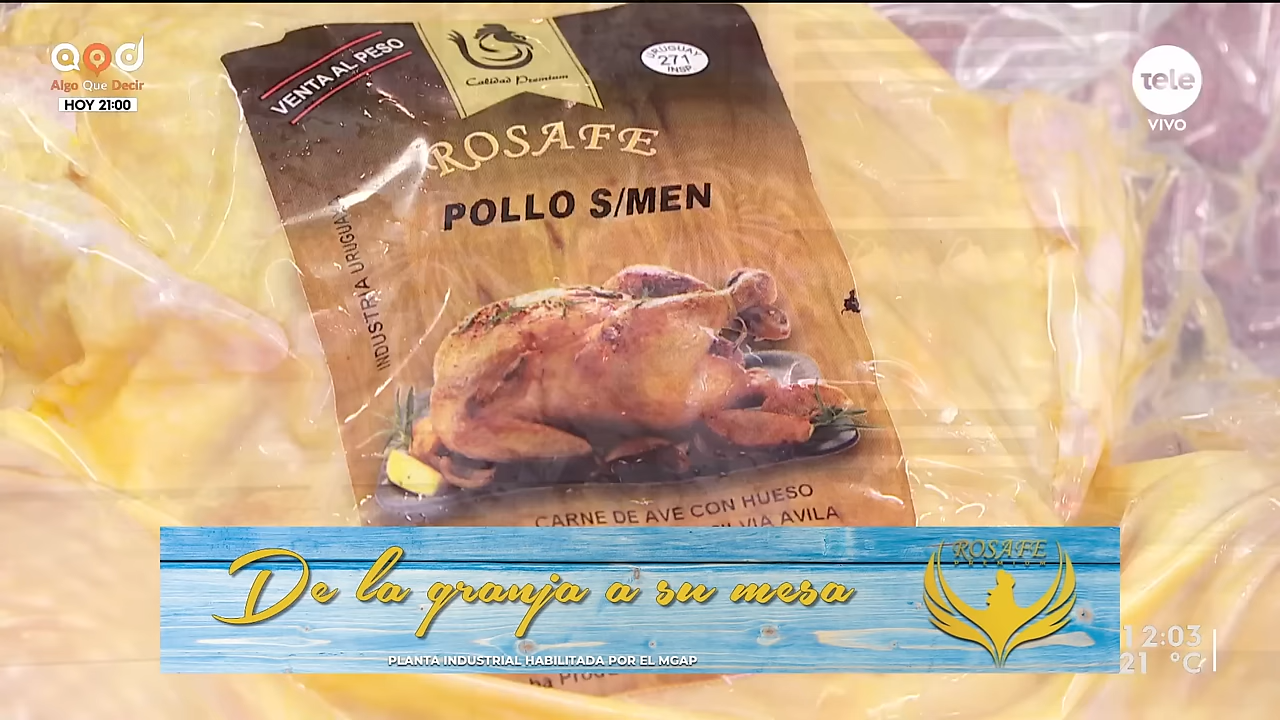 aqd
Algo Que Decir
HOY 21:00
VENTA AL PESO
Calidad Premium
URUGUAY
271
INSP
tele
VIVO
ROSAFE
POLLO S/MEN
INDUSTRIA URUGUAYA
CARNE DE AVE CON HUESO
SILVIA AVILA
De la granja a su mesa
ROSAFE
PREMIUM
PLANTA INDUSTRIAL HABILITADA POR EL MGAP
12:03
21 °C